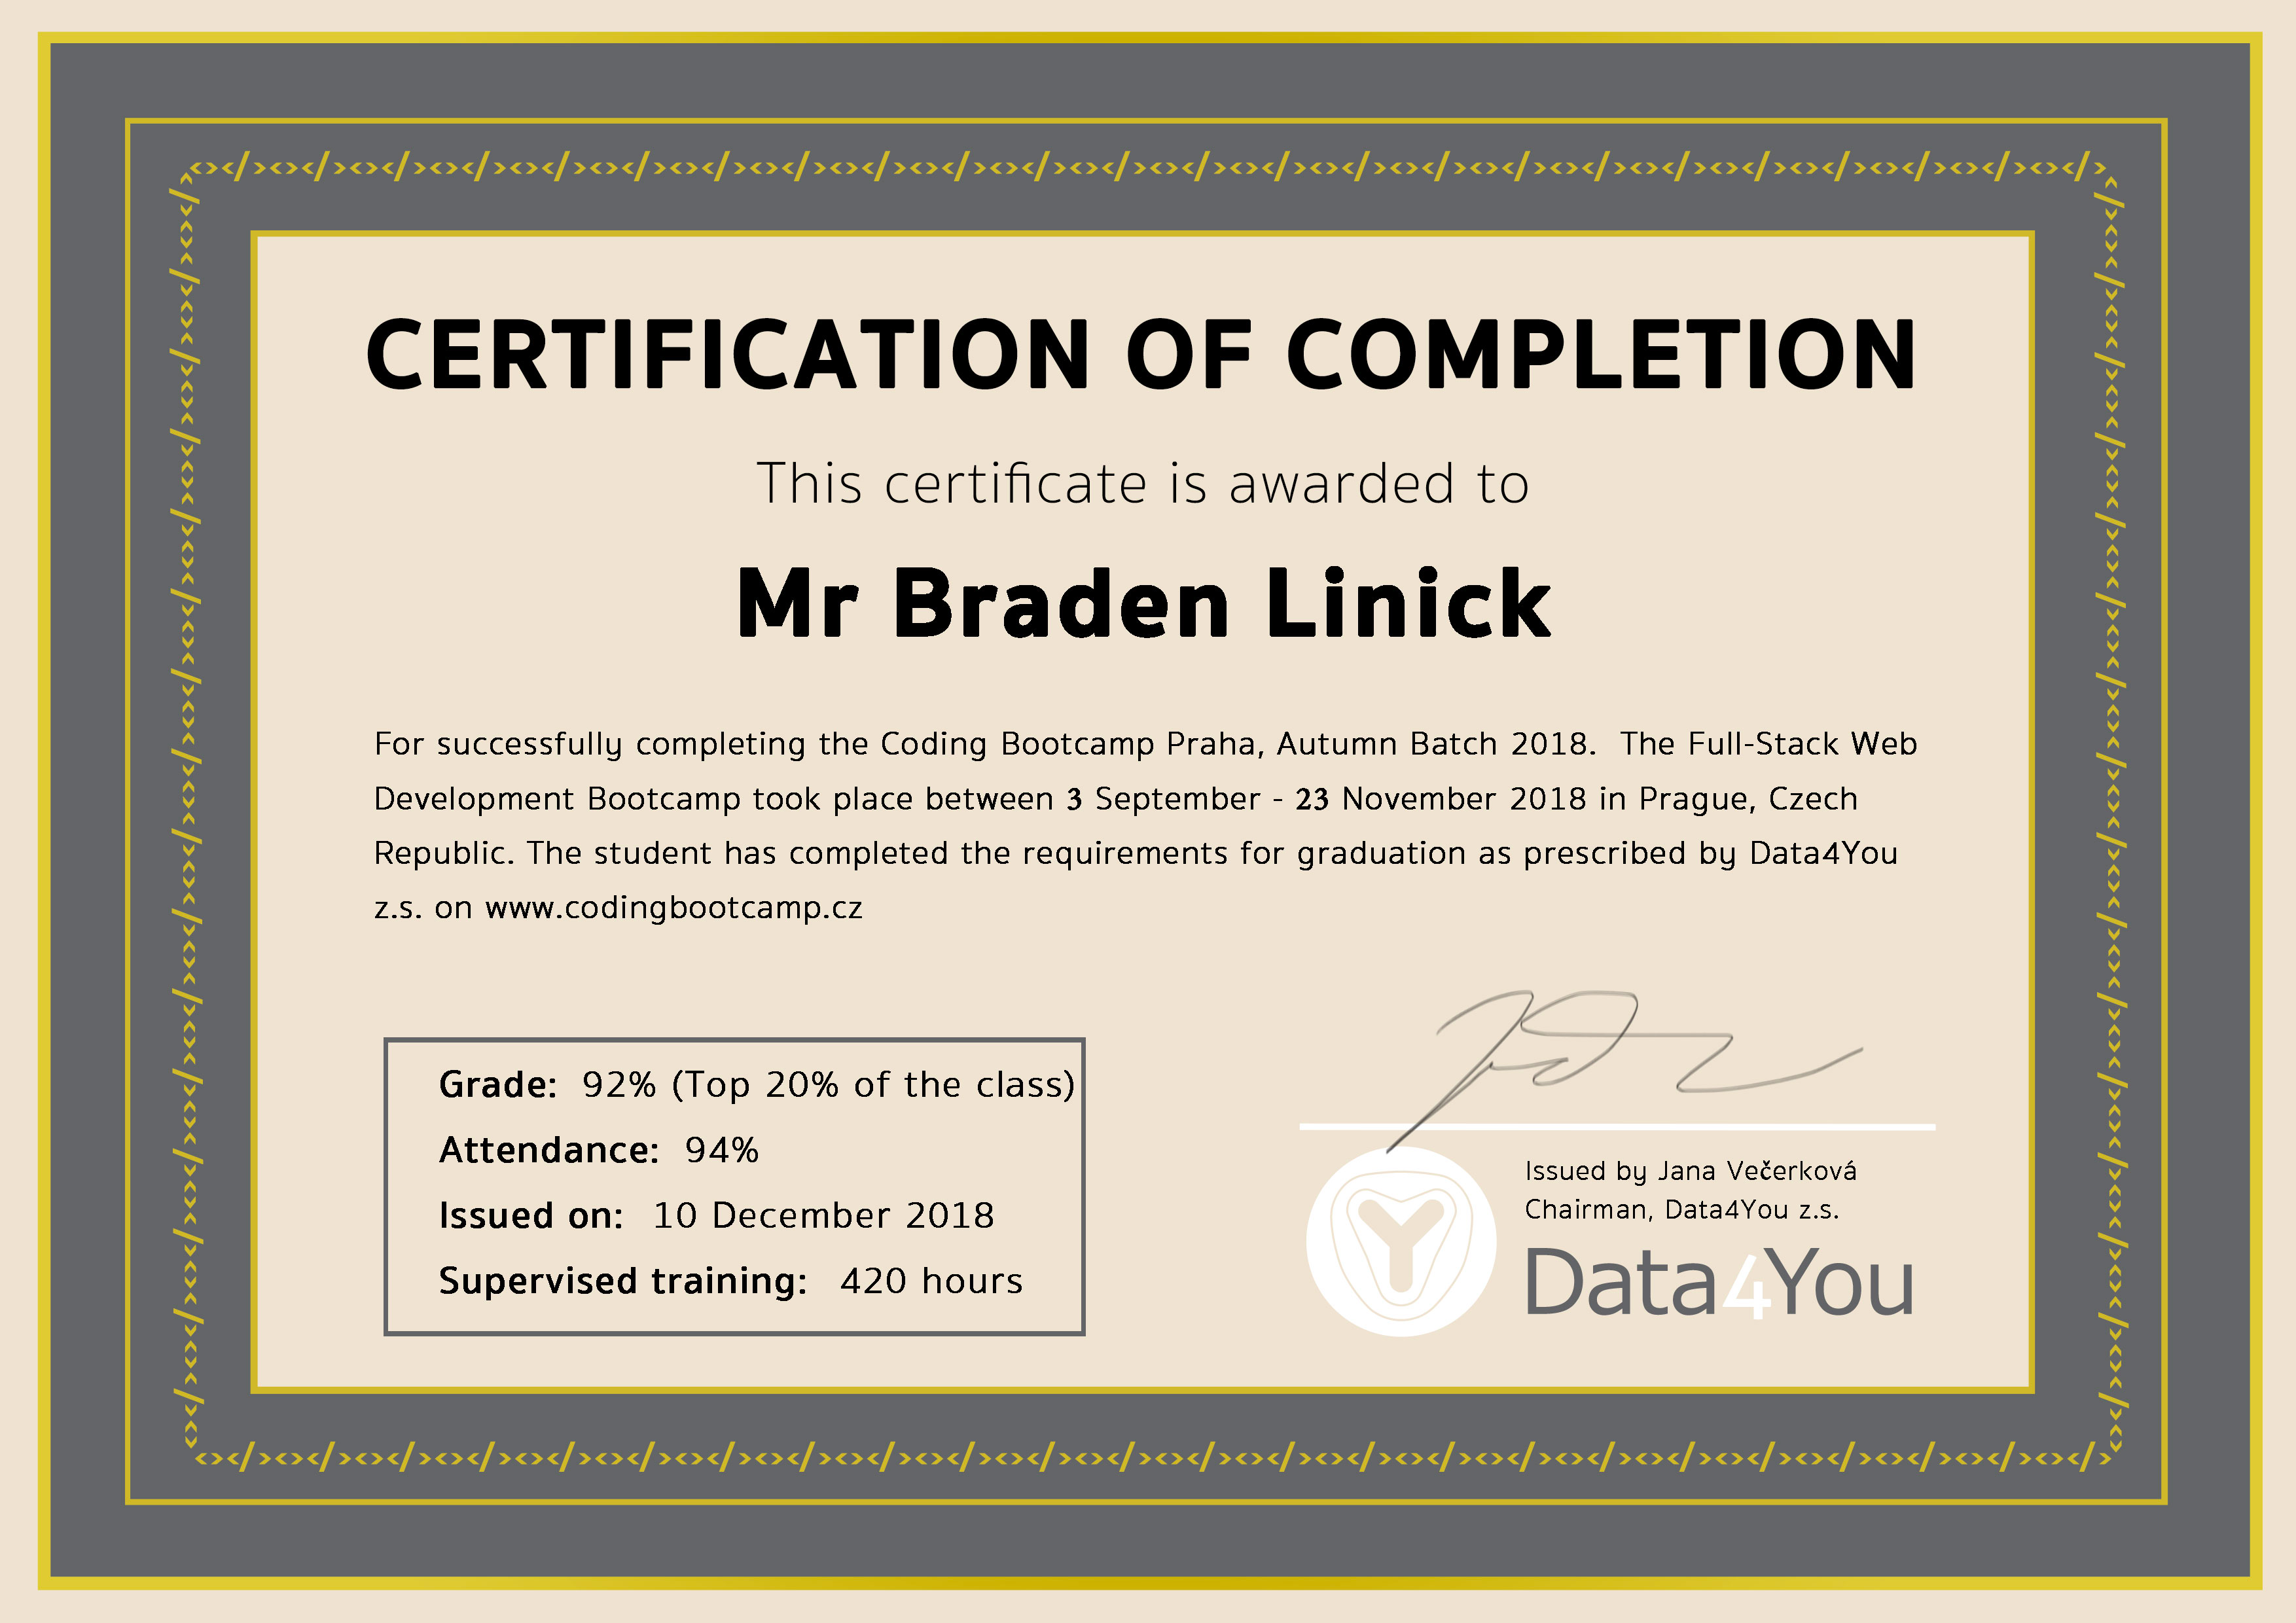 CERTIFICATION OF COMPLETION
This certificate is awarded to
Mr Braden Linick
For successfully completing the Coding Bootcamp Praha, Autumn Batch 2018. The Full-Stack Web
Development Bootcamp took place between 3 September - 23 November 2018 in Prague, Czech
Republic. The student has completed the requirements for graduation as prescribed by Data4You
z.s. on www.codingbootcamp.cz
Grade: 92% (Top 20% of the class)
Attendance: 94%
Issued on: 10 December 2018
Supervised training: 420 hours
Issued by Jana Večerková
Chairman, Data4You z.s.
Data4You